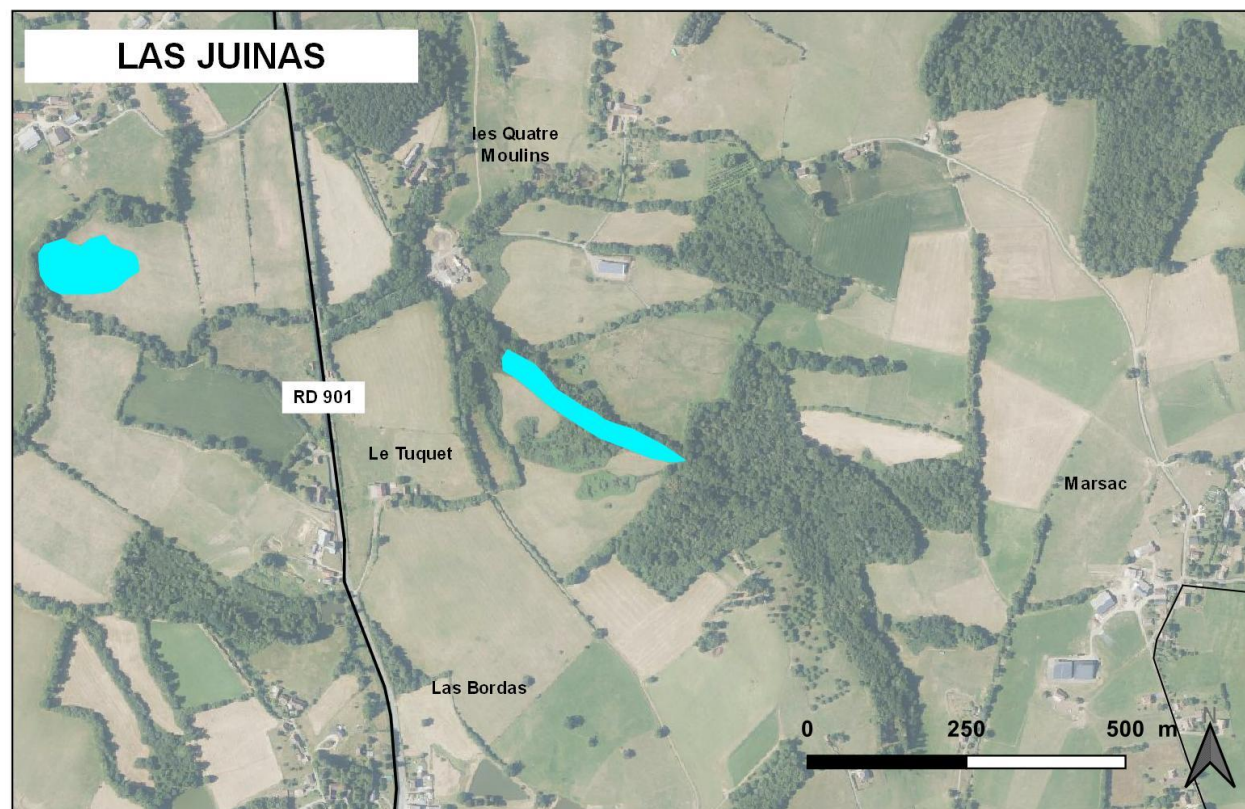 LAS JUINAS
les Quatre
Moulins
RD 901
Le Tuquet
Marsac
Las Bordas
0 250 500 m
N